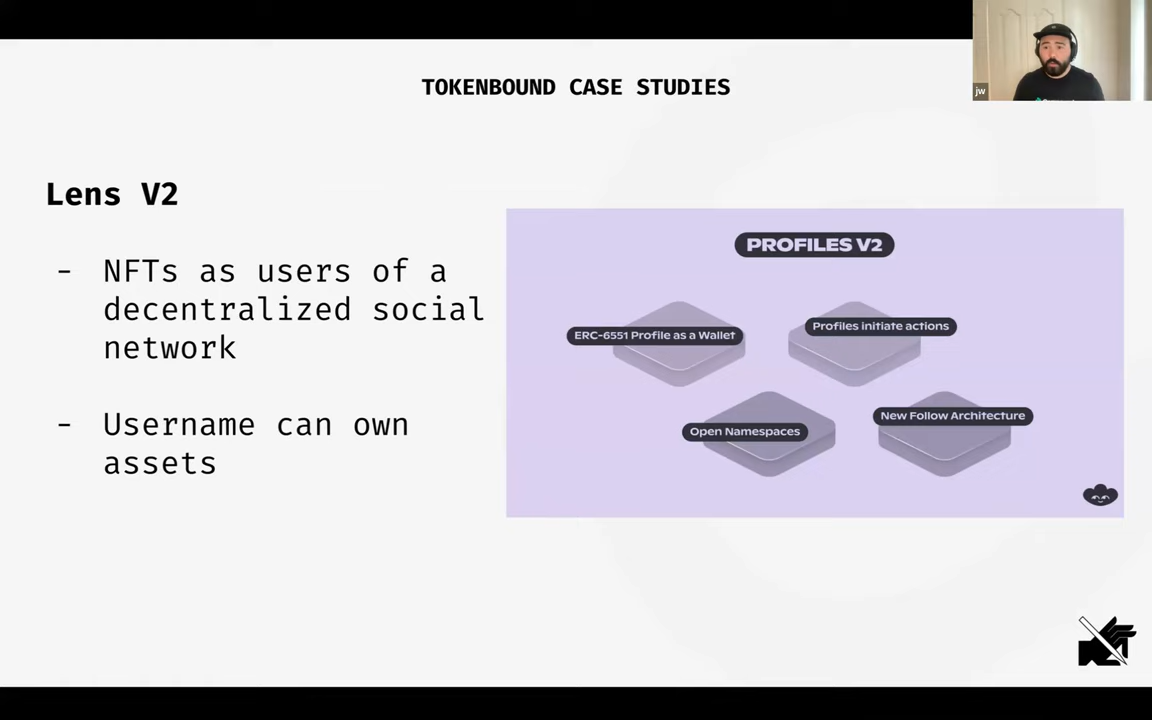 jw
TOKENBOUND CASE STUDIES
Lens V2
- NFTs as users of a
decentralized social
network
- Username can own
assets
PROFILES V2
ERC-6551 Profile as a Wallet
Profiles initiate actions
Open Namespaces
New Follow Architecture